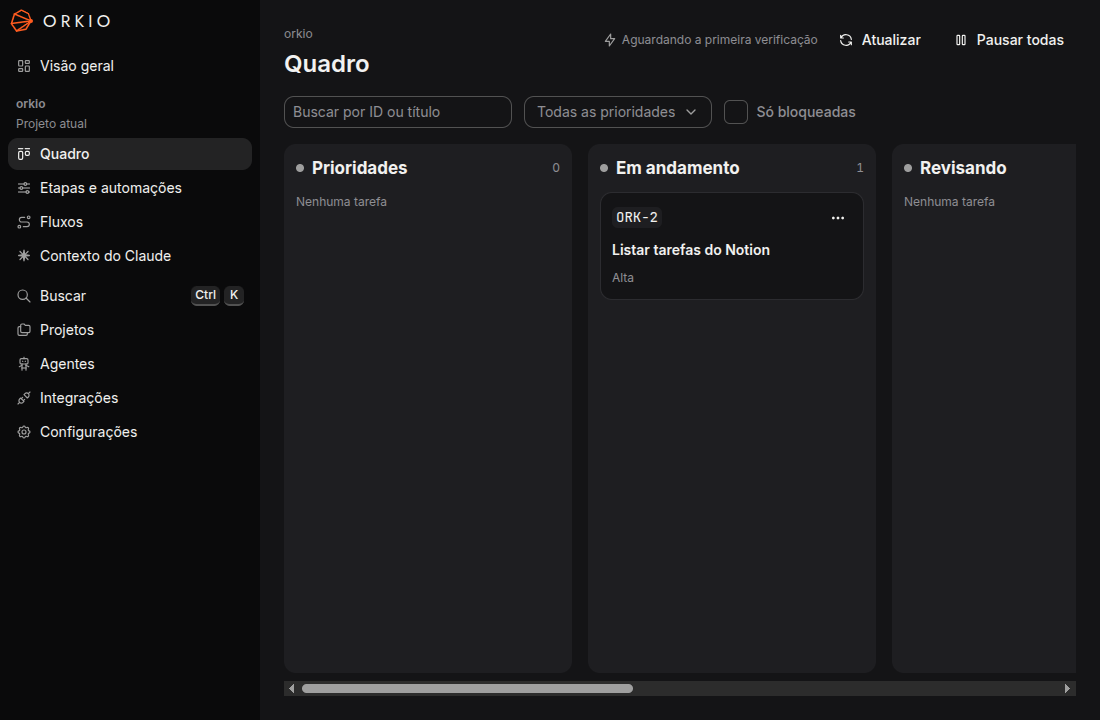 ORKIO
Visão geral
orkio
Projeto atual
Quadro
Etapas e automações
Fluxos
Contexto do Claude
Buscar Ctrl K
Projetos
Agentes
Integrações
Configurações
orkio
Quadro
Aguardando a primeira verificação
Atualizar
Pausar todas
Buscar por ID ou título
Todas as prioridades
Só bloqueadas
Prioridades 0
Nenhuma tarefa
Em andamento 1
ORK-2
Listar tarefas do Notion
Alta
Revisando
Nenhuma tarefa